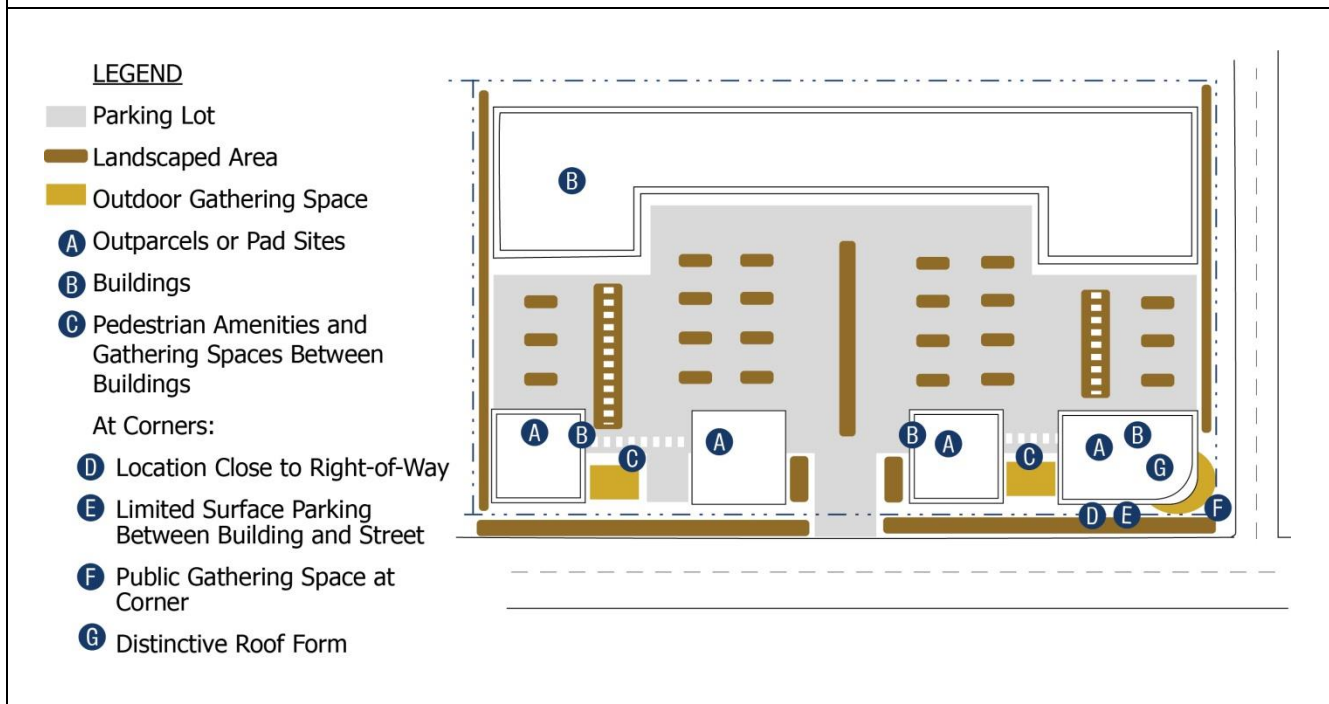 LEGEND
Parking Lot
Landscaped Area
Outdoor Gathering Space
A Outparcels or Pad Sites
B Buildings
C Pedestrian Amenities and
Gathering Spaces Between
Buildings
At Corners:
D Location Close to Right-of-Way
E Limited Surface Parking
Between Building and Street
F Public Gathering Space at
Corner
G Distinctive Roof Form
B
A B C A B A C A B G
D E F